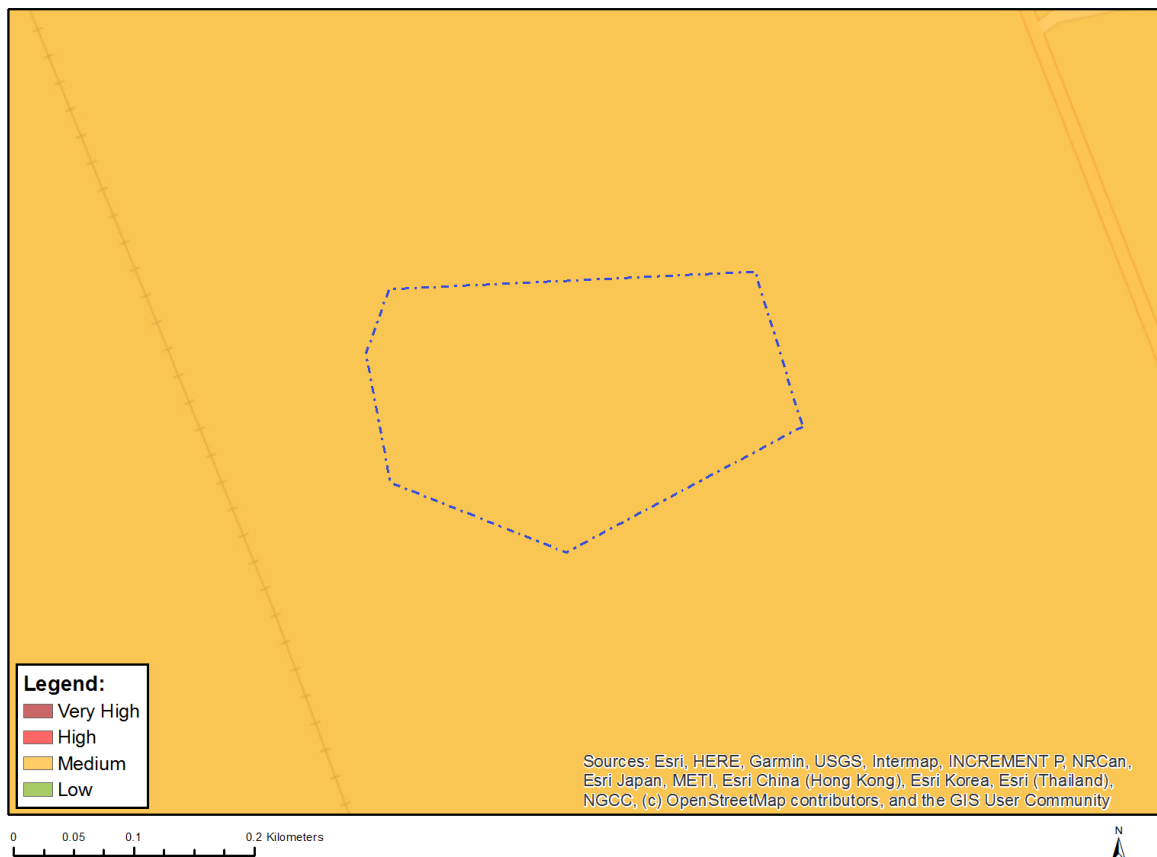 Legend:
Very High
High
Medium
Low
Sources: Esri, HERE, Garmin, USGS, Intermap, INCREMENT P, NRCan,
Esri Japan, METI, Esri China (Hong Kong), Esri Korea, Esri (Thailand),
NGCC, (c) OpenStreetMap contributors, and the GIS User Community
0 0.05 0.1 0.2 Kilometers
N